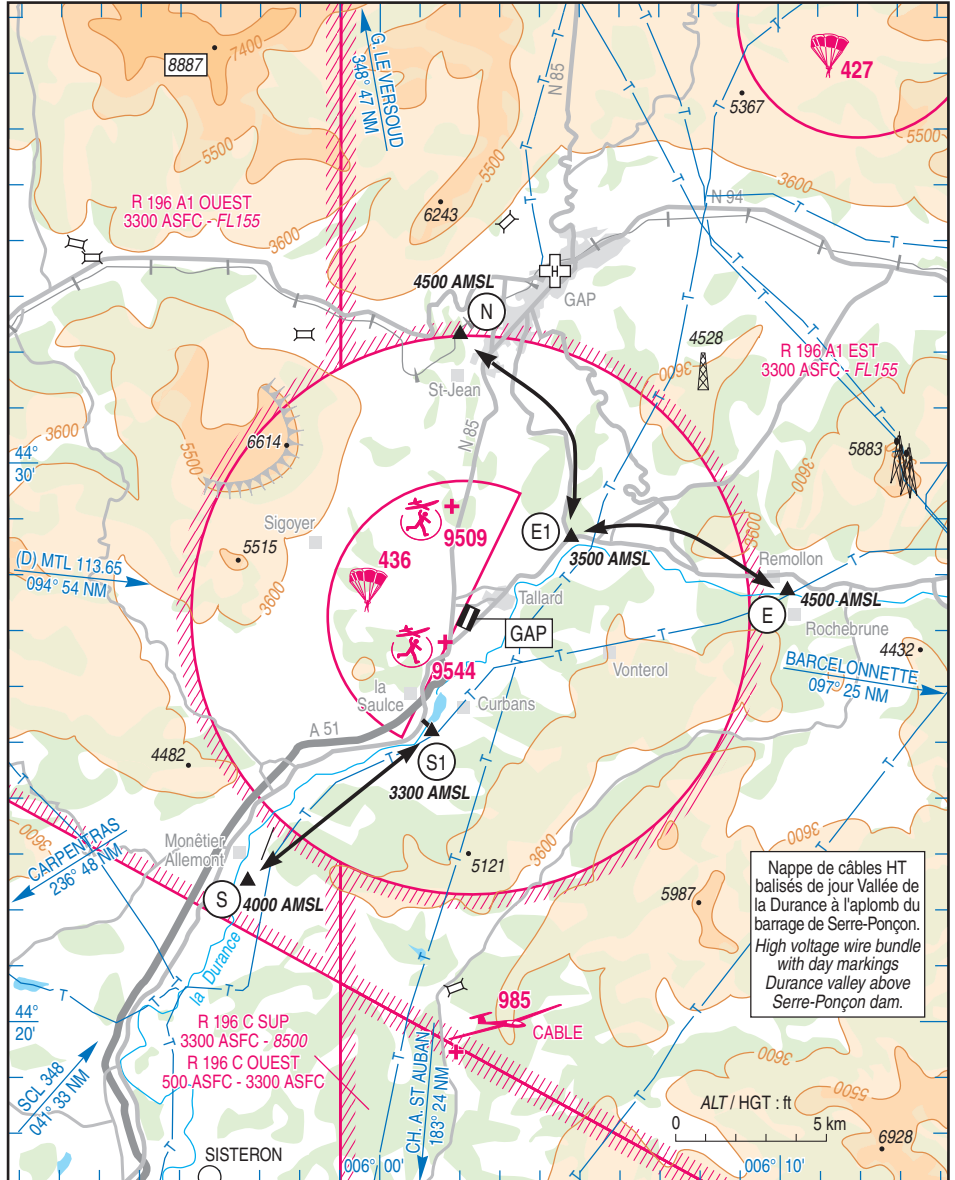 7400
8887
G. LE VERSOUD
348° 47 NM
N 85
427
5367
5500
5500
5500
5500
3600
N 94
R 196 A1 OUEST
3300 ASFC - FL155
6243
3600
4500 AMSL
H
GAP
N
4528
R 196 A1 EST
3300 ASFC - FL155
3600
St-Jean
3600
6614
5500
N 85
5883
3600
44°
30'
Sigoyer
9509
E1
3600
436
3500 AMSL
Remollon
5515
(D) MTL 113.65
094° 54 NM
3600
Tallard
4500 AMSL
E
Rochebrune
GAP
9544
Vonterol
4432
BARCELONNETTE
097° 25 NM
la
Saulce
Curbans
A 51
S1
4482
3300 AMSL
3600
CARPENTRAS
236° 48 NM
Monêtier
Allemont
5121
3600
3600
S
4000 AMSL
5987
Nappe de câbles HT
balisés de jour Vallée de
la Durance à l'aplomb du
barrage de Serre-Ponçon.
High voltage wire bundle
with day markings
Durance valley above
Serre-Ponçon dam.
la Durance
44°
20'
985
CABLE
R 196 C SUP
3300 ASFC - 8500
R 196 C OUEST
500 ASFC - 3300 ASFC
SCL 348
041° 33 NM
CH. A. ST AUBAN
183° 24 NM
3600
5500
ALT / HGT : ft
0 5 km
6928
SISTERON
006° 00'
006° 10'